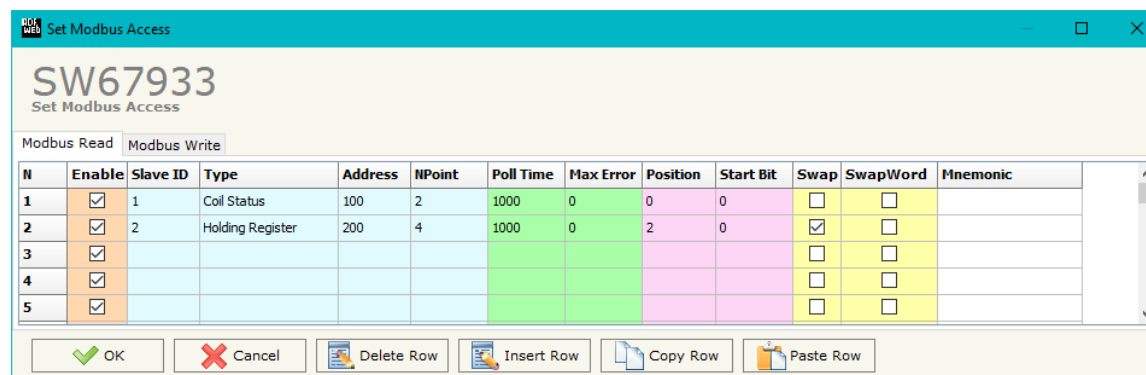 ADF WEB Set Modbus Access
SW67933
Set Modbus Access
Modbus Read Modbus Write
N Enable Slave ID Type Address NPoint Poll Time Max Error Position Start Bit Swap SwapWord Mnemonic
1 1 Coil Status 100 2 1000 0 0 0
2 2 Holding Register 200 4 1000 0 2 0
3
4
5
OK Cancel Delete Row Insert Row Copy Row Paste Row